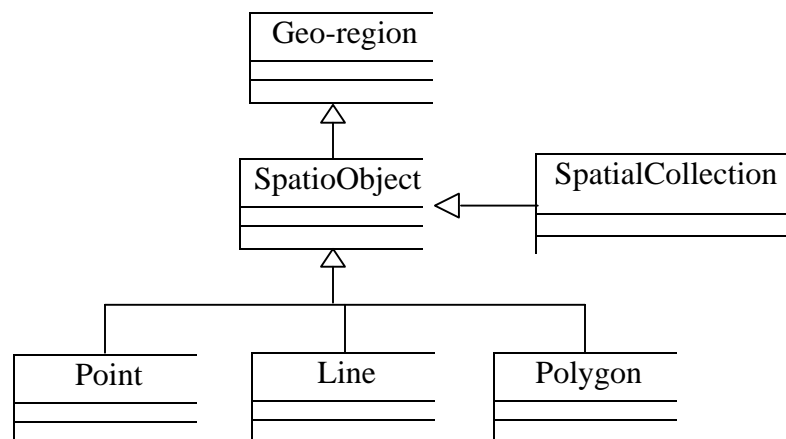 Geo-region
SpatioObject
SpatialCollection
Point
Line
Polygon